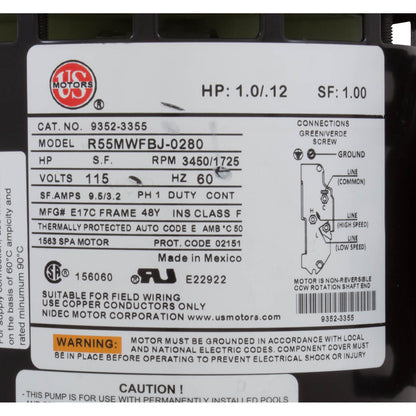 US
MOTORS
®
HP: 1.0/.12 SF: 1.00
CAT. NO. 9352-3355
MODEL R55MWFBJ-0280
HP S.F. RPM 3450/1725
VOLTS 115 HZ 60
SF.AMPS 9.5/3.2 PH 1 DUTY CONT
MFG# E17C FRAME 48Y INS CLASS F
THERMALLY PROTECTED AUTO CODE E AMB °C 50
1563 SPA MOTOR PROT. CODE 02151
Made in Mexico
156060 E22922
SUITABLE FOR FIELD WIRING
USE COPPER CONDUCTORS ONLY
NIDEC MOTOR CORPORATION www.usmotors.com
CONNECTIONS
GREEN/VERDE
SCREW
GROUND
LINE
(COMMON)
H
LINE
(HIGH SPEED)
L
LINE
(LOW SPEED)
MOTOR IS NON-REVERSIBLE
CCW ROTATION SHAFT END
9352-3355
WARNING: MOTOR MUST BE GROUNDED IN ACCORDANCE WITH LOCAL
AND NATIONAL ELECTRIC CODES. COMPONENT COVER MUST
BE IN PLACE BEFORE OPERATING TO PREVENT ELECTRICAL SHOCK / INJURY
For supply
on the basis of 60°C ampicity and
rated minimum 90°C
CAUTION !
- THIS PUMP IS FOR USE WITH PERMANENTLY INSTALLED POOLS